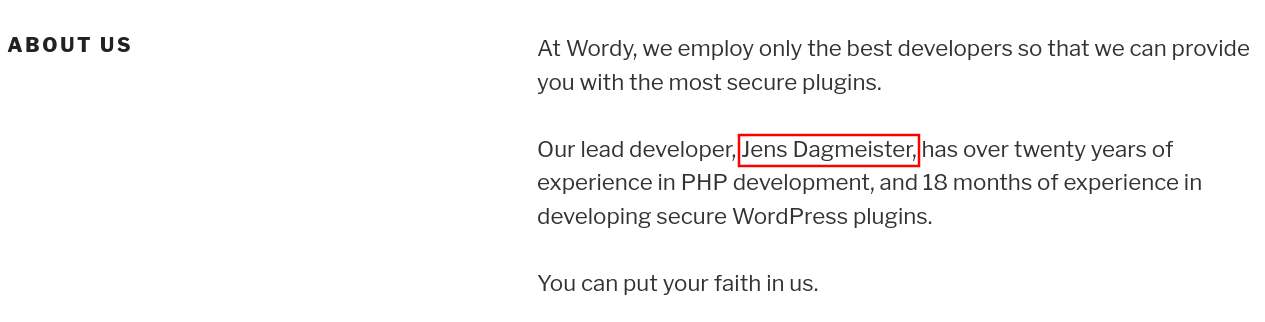 ABOUT US
At Wordy, we employ only the best developers so that we can provide
you with the most secure plugins.
Our lead developer, Jens Dagmeister, has over twenty years of
experience in PHP development, and 18 months of experience in
developing secure WordPress plugins.
You can put your faith in us.